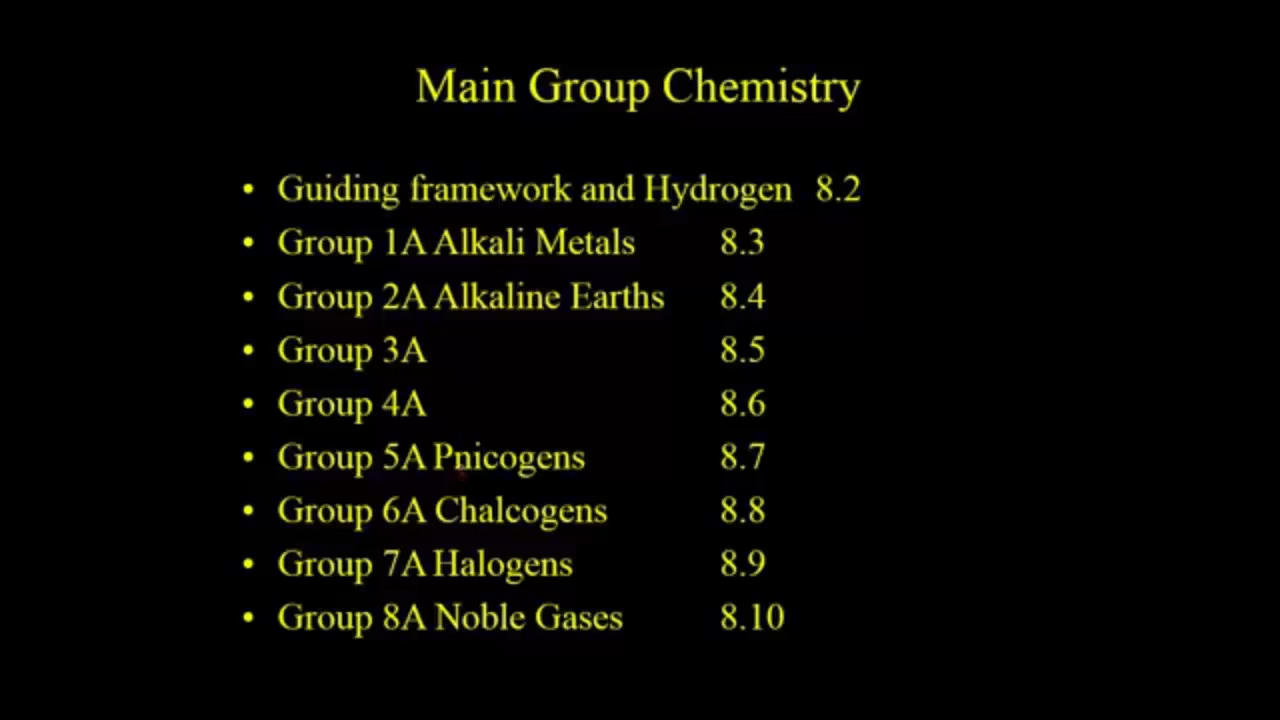 Main Group Chemistry
• Guiding framework and Hydrogen 8.2
• Group 1A Alkali Metals 8.3
• Group 2A Alkaline Earths 8.4
• Group 3A 8.5
• Group 4A 8.6
• Group 5A Pnicogens 8.7
• Group 6A Chalcogens 8.8
• Group 7A Halogens 8.9
• Group 8A Noble Gases 8.10